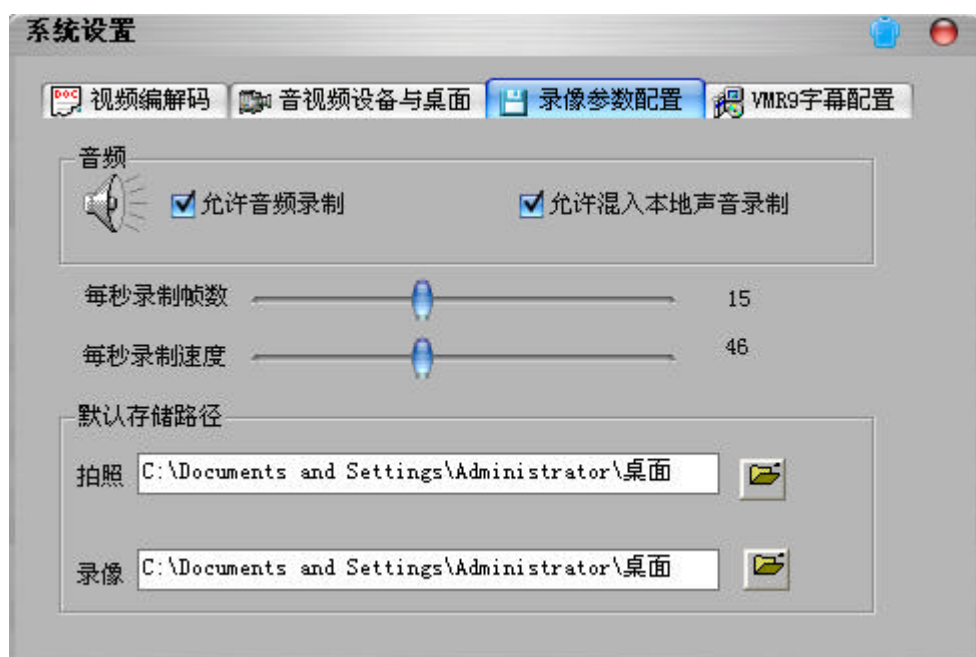 系统设置
视频编解码 音视频设备与桌面 录像参数配置 VMR9字幕配置
音频
允许音频录制 允许混入本地声音录制
每秒录制帧数 15
每秒录制速度 46
默认存储路径
拍照 C:\Documents and Settings\Administrator\桌面
录像 C:\Documents and Settings\Administrator\桌面